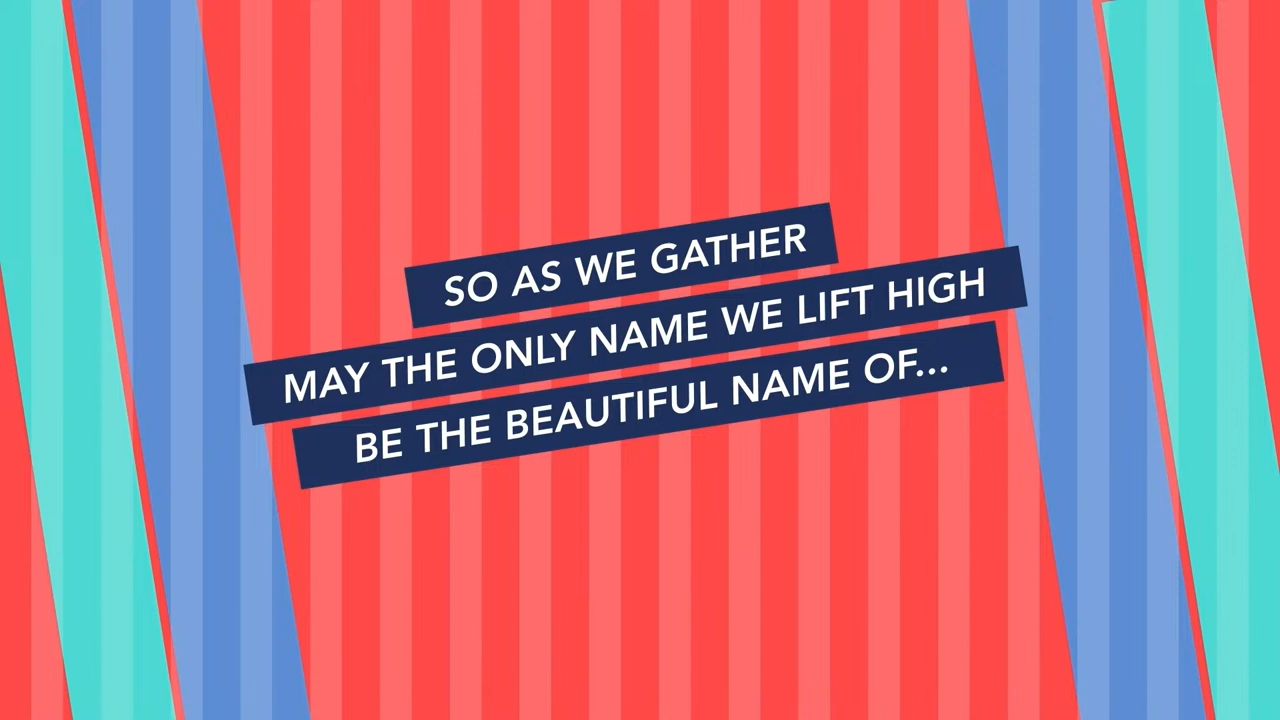 SO AS WE GATHER
MAY THE ONLY NAME WE LIFT HIGH
BE THE BEAUTIFUL NAME OF...